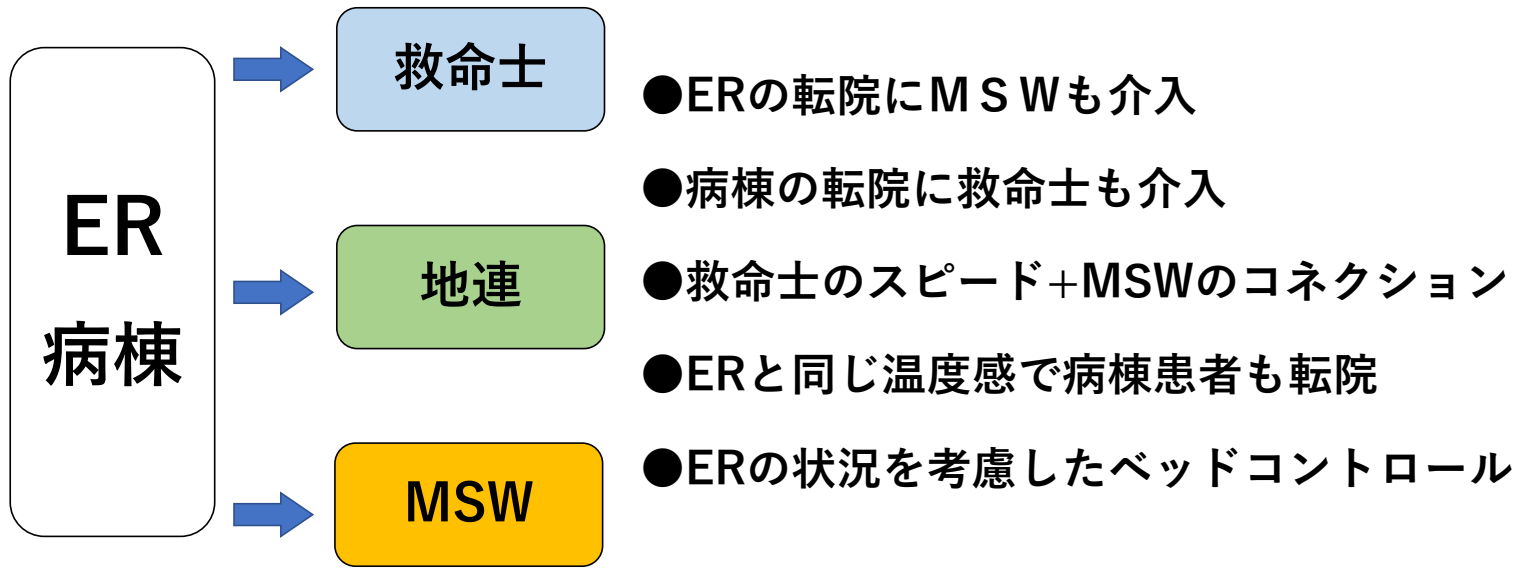 ER
病棟
救命士
地連
MSW
●ERの転院にＭＳＷも介入
●病棟の転院に救命士も介入
●救命士のスピード+MSWのコネクション
●ERと同じ温度感で病棟患者も転院
●ERの状況を考慮したベッドコントロール